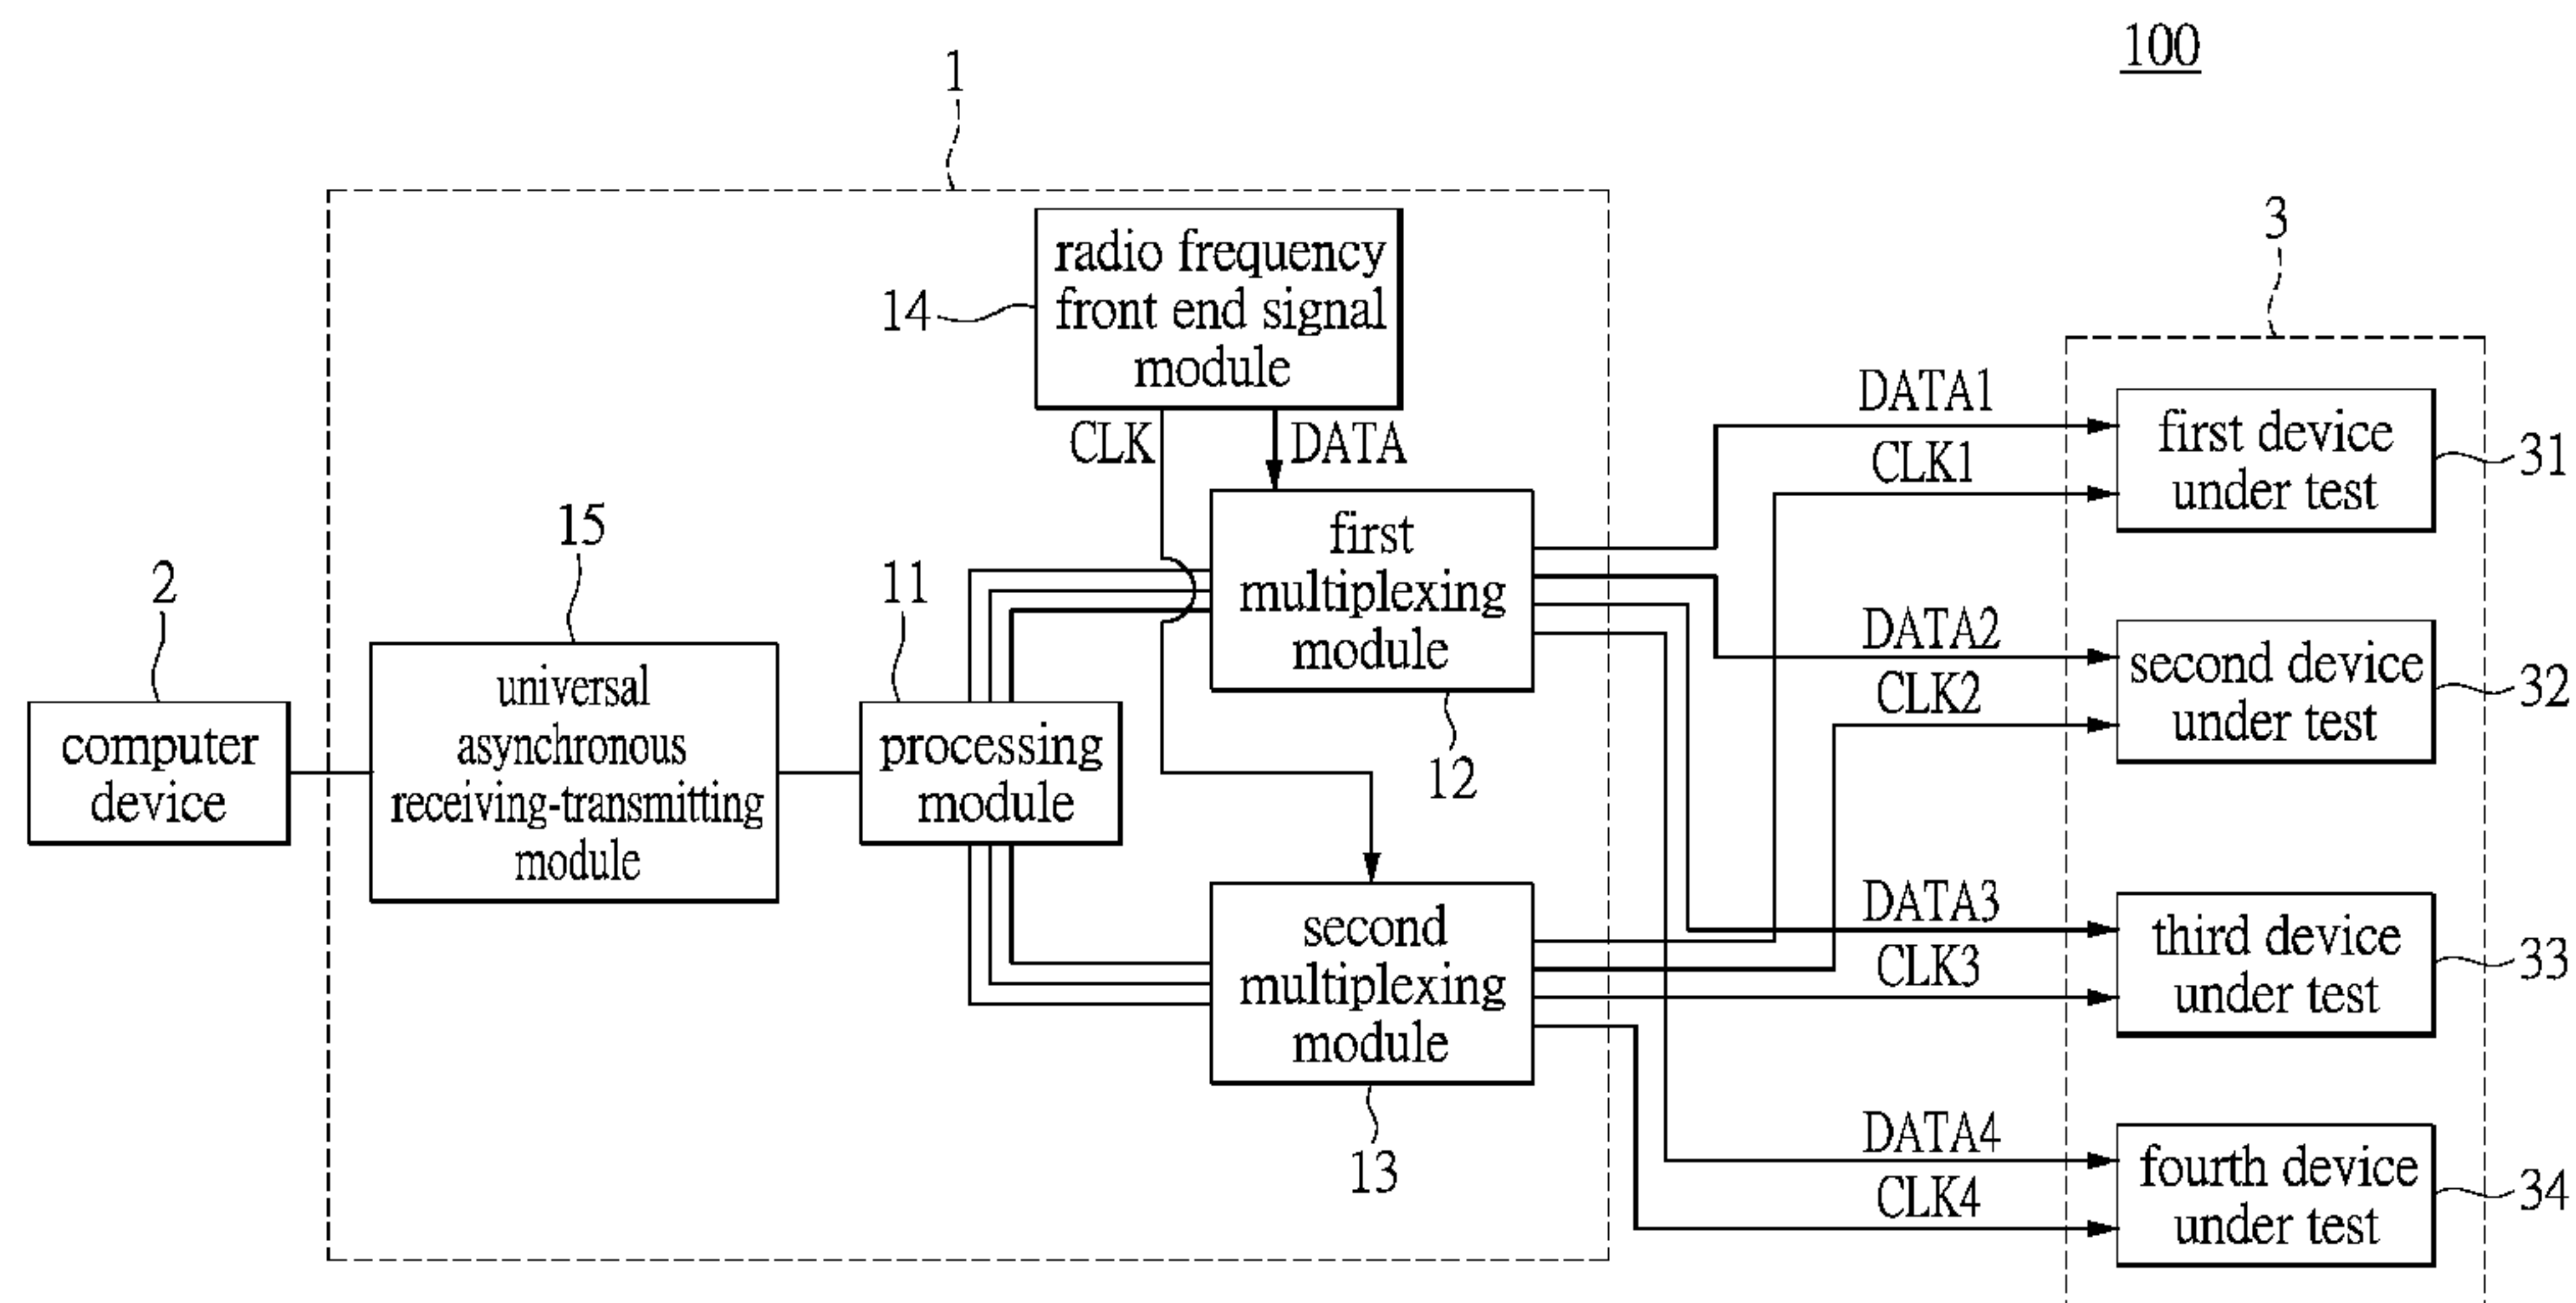 100
1
radio frequency
front end signal
module
14
CLK
DATA
3
DATA1
CLK1
first device
under test
31
first
multiplexing
module
12
15
universal
asynchronous
receiving-transmitting
module
2
computer
device
11
processing
module
DATA2
CLK2
second device
under test
32
second
multiplexing
module
13
DATA3
CLK3
third device
under test
33
DATA4
CLK4
fourth device
under test
34